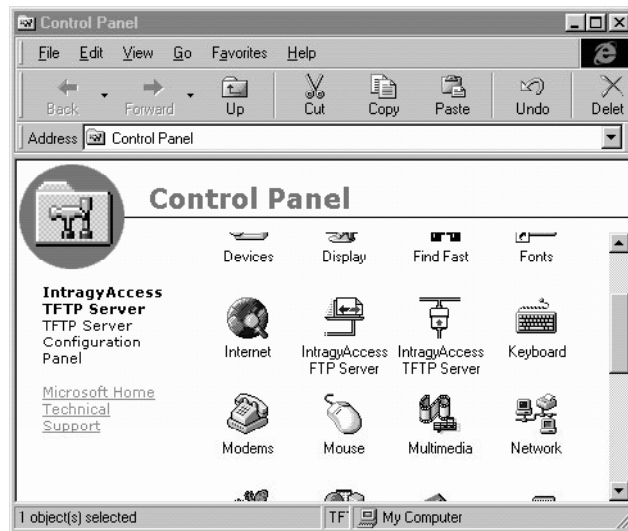 Control Panel
File Edit View Go Favorites Help
Back Forward Up Cut Copy Paste Undo Delet
Address Control Panel
Control Panel
Devices Display Find Fast Fonts
IntragyAccess
TFTP Server
TFTP Server
Configuration
Panel
Microsoft Home
Technical
Support
Internet IntragyAccess FTP Server IntragyAccess TFTP Server Keyboard
Modems Mouse Multimedia Network
1 object(s) selected TFT My Computer